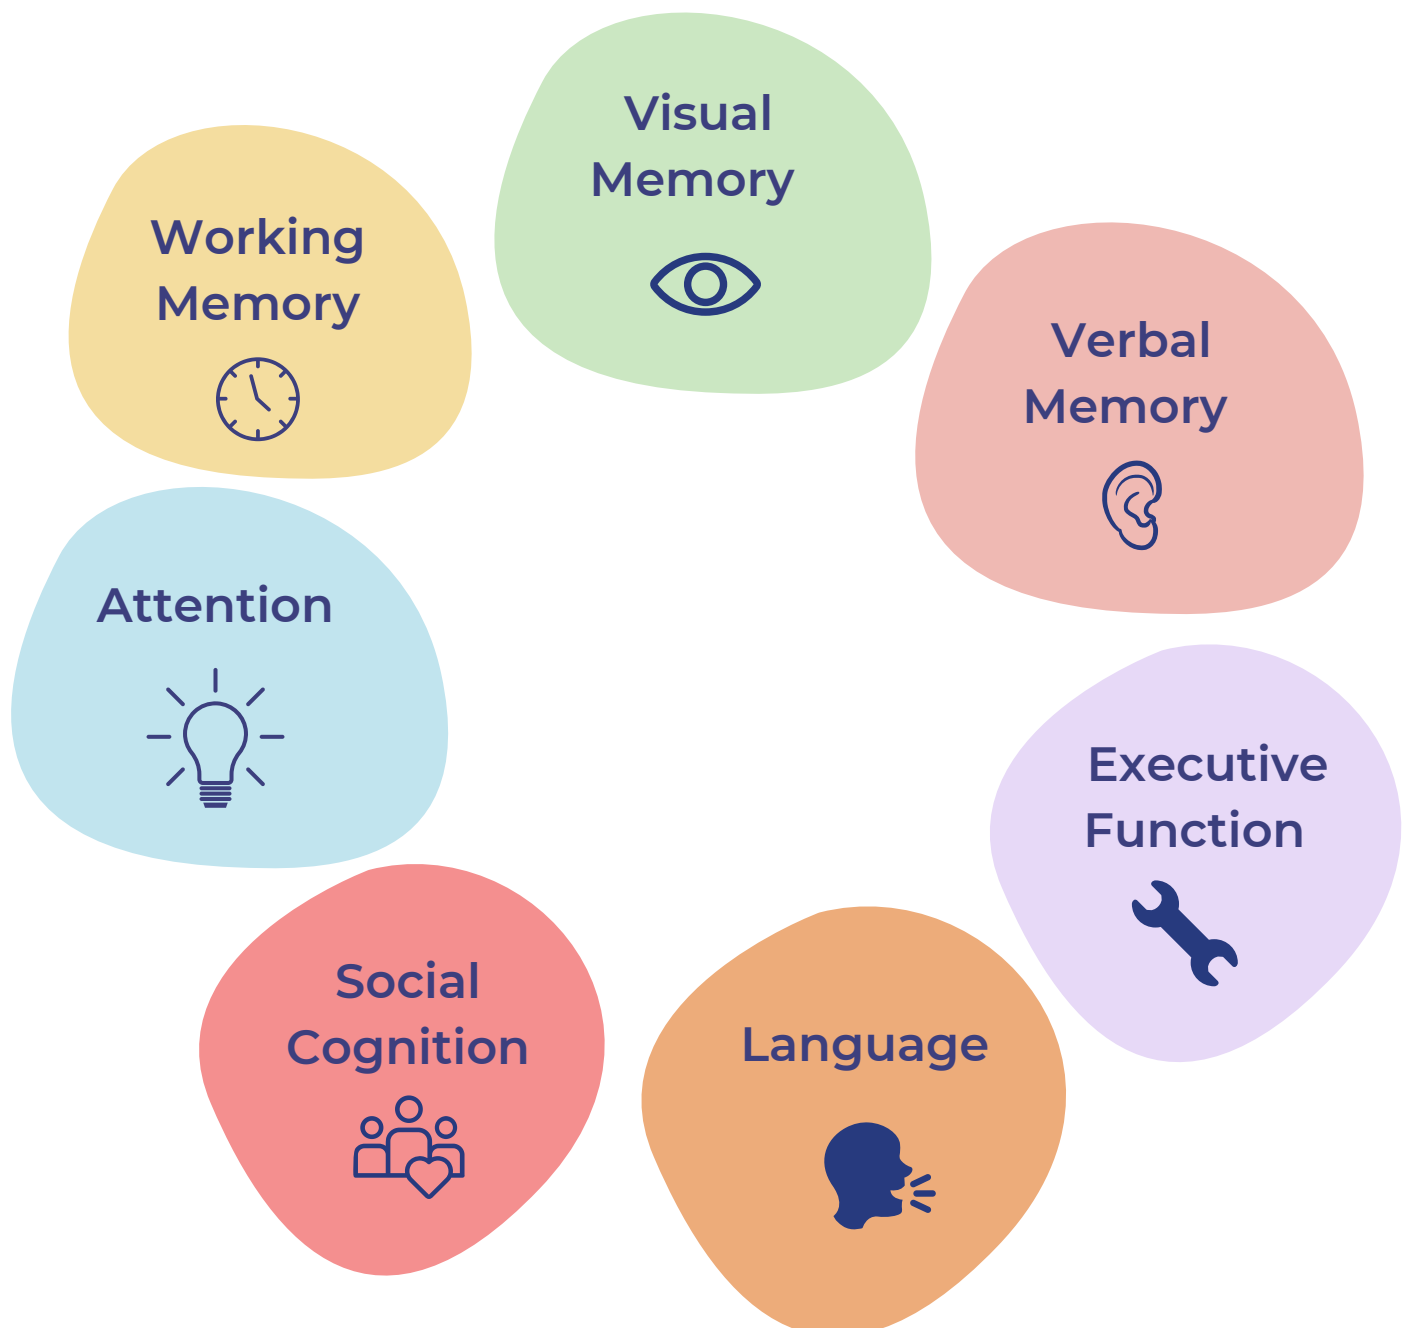 Visual
Memory
Working
Memory
Verbal
Memory
Attention
Executive
Function
Social
Cognition
Language